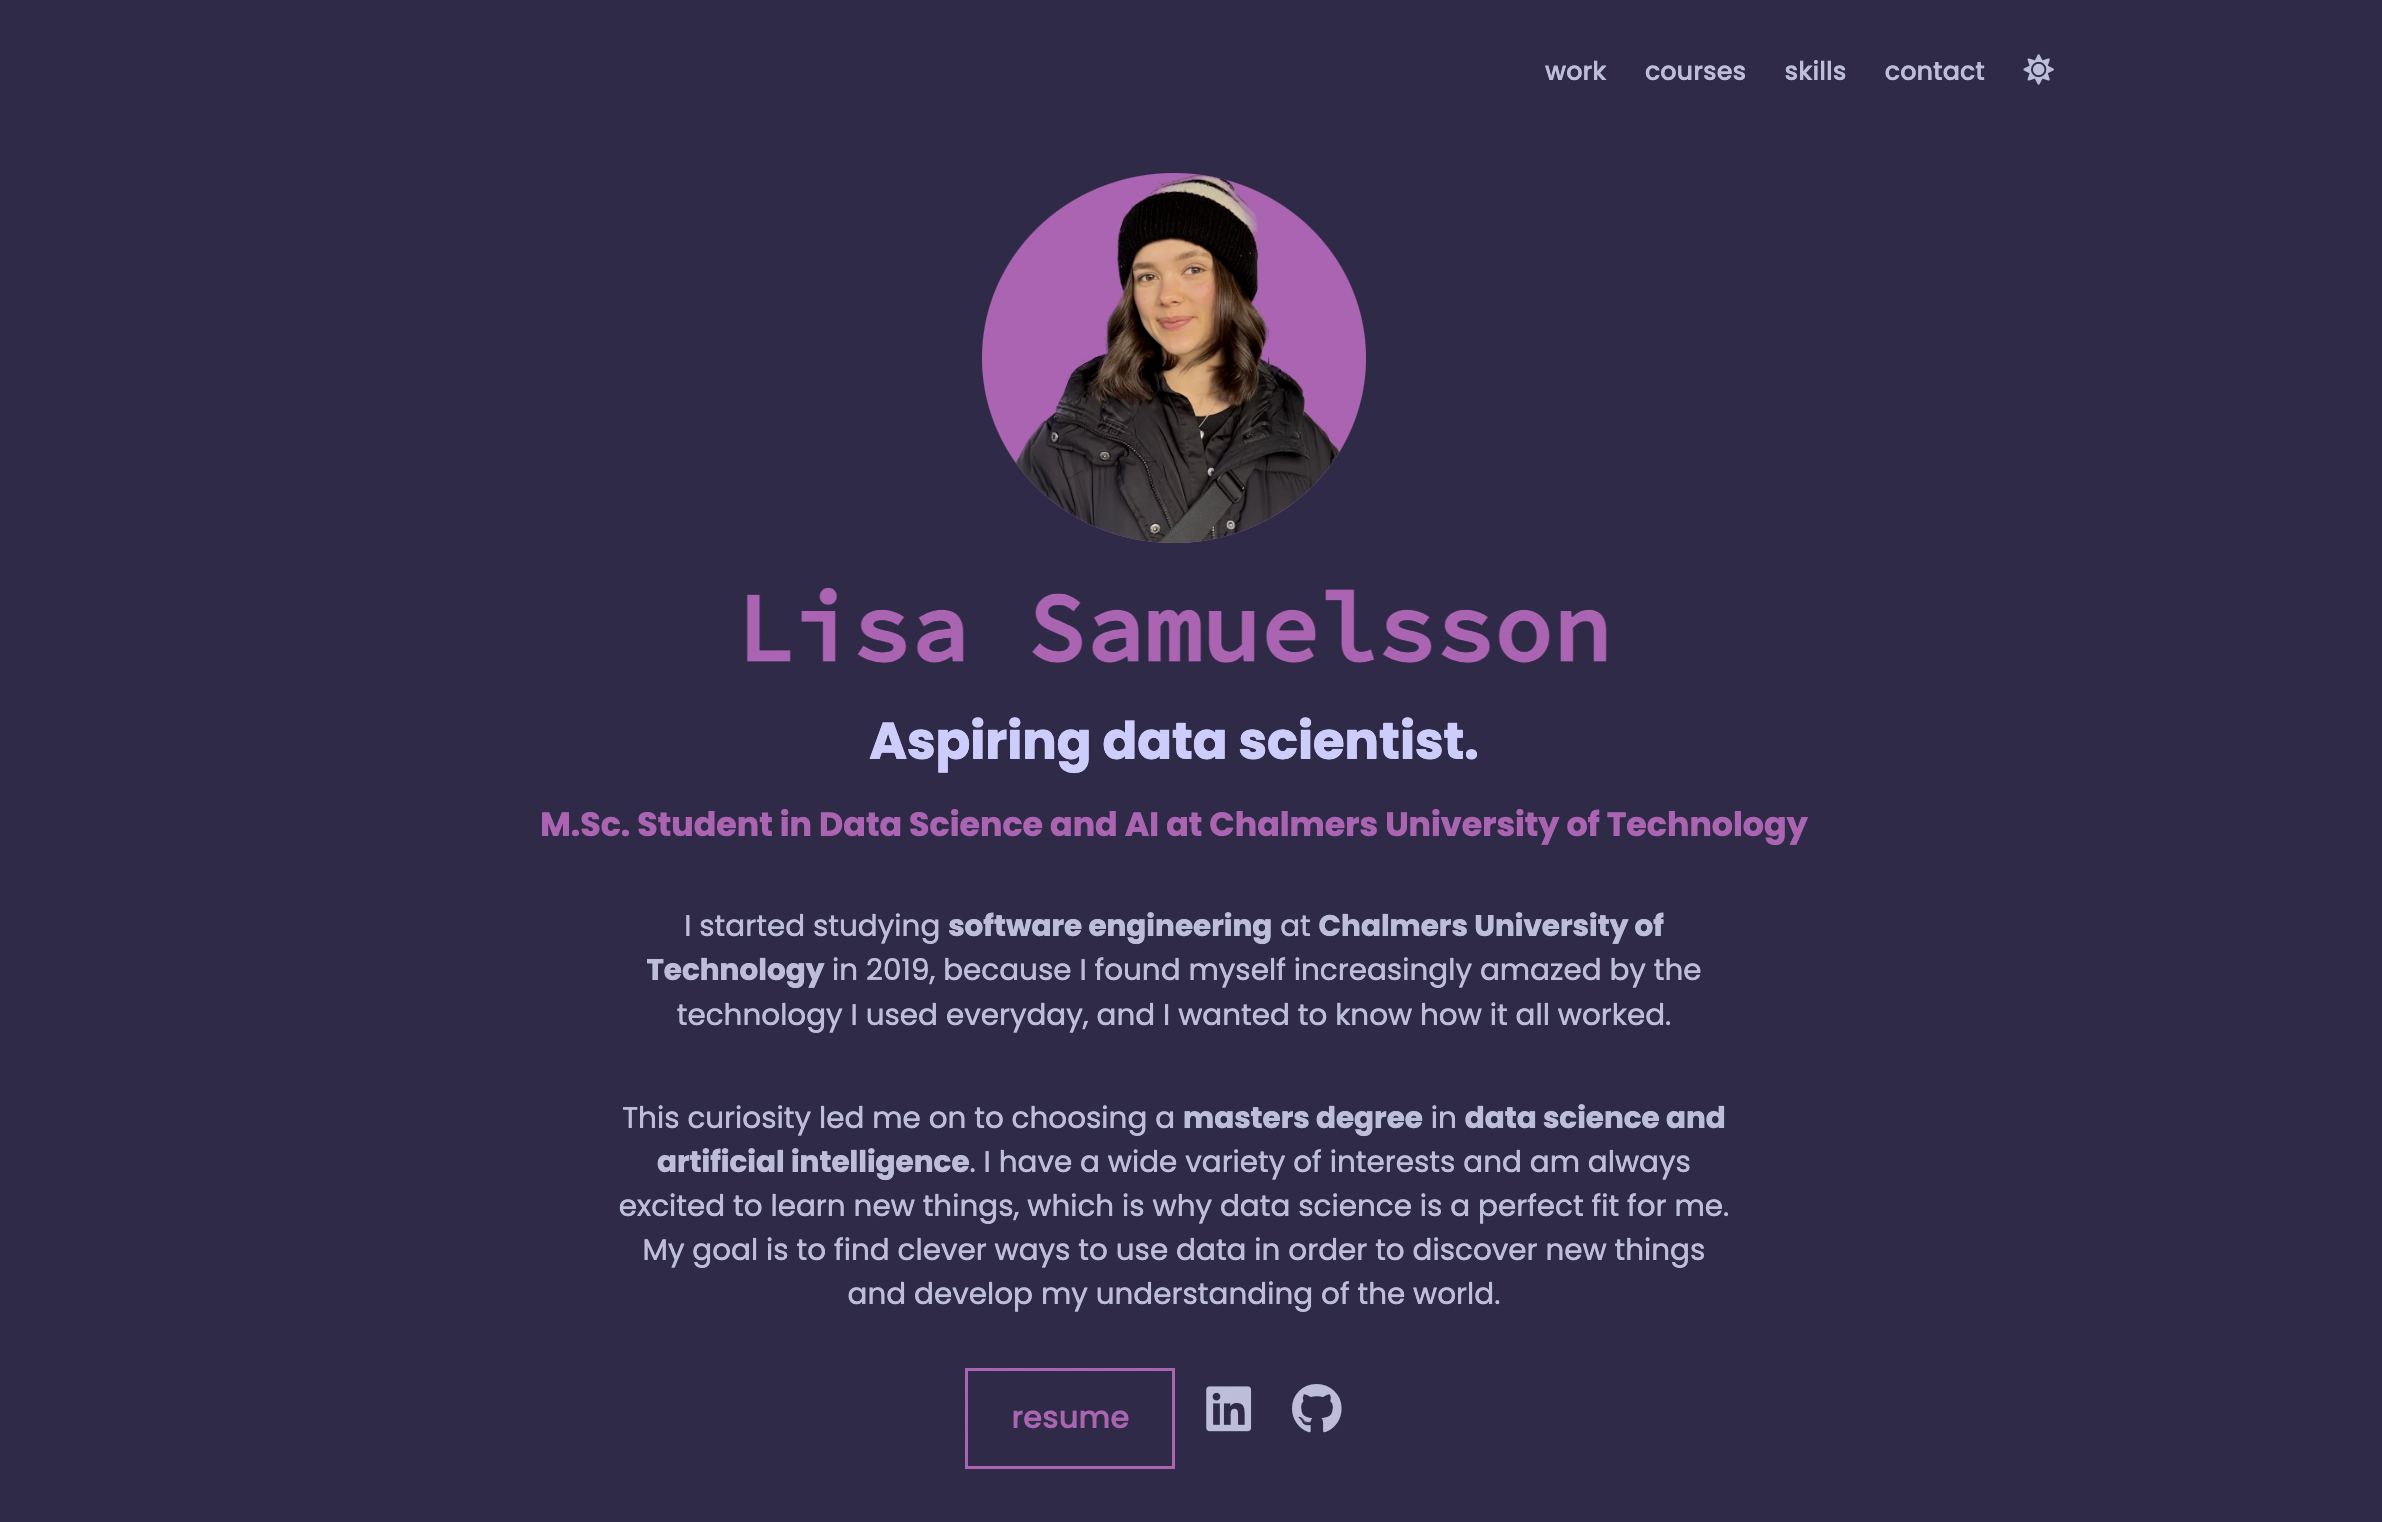 work courses skills contact
Lisa Samuelsson
Aspiring data scientist.
M.Sc. Student in Data Science and AI at Chalmers University of Technology
I started studying software engineering at Chalmers University of
Technology in 2019, because I found myself increasingly amazed by the
technology I used everyday, and I wanted to know how it all worked.
This curiosity led me on to choosing a masters degree in data science and
artificial intelligence. I have a wide variety of interests and am always
excited to learn new things, which is why data science is a perfect fit for me.
My goal is to find clever ways to use data in order to discover new things
and develop my understanding of the world.
resume in